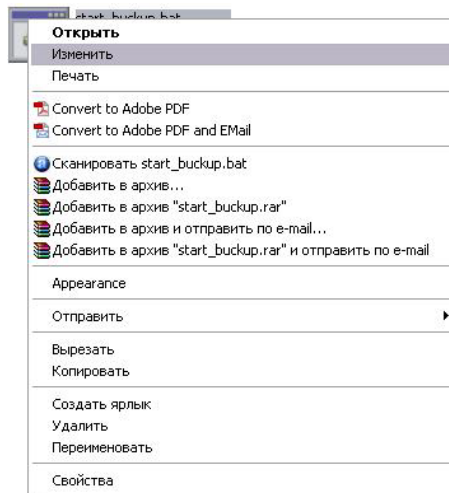 start_buckup.bat
Открыть
Изменить
Печать
Convert to Adobe PDF
Convert to Adobe PDF and EMail
Сканировать start_buckup.bat
Добавить в архив...
Добавить в архив "start_buckup.rar"
Добавить в архив и отправить по e-mail...
Добавить в архив "start_buckup.rar" и отправить по e-mail
Appearance
Отправить
Вырезать
Копировать
Создать ярлык
Удалить
Переименовать
Свойства